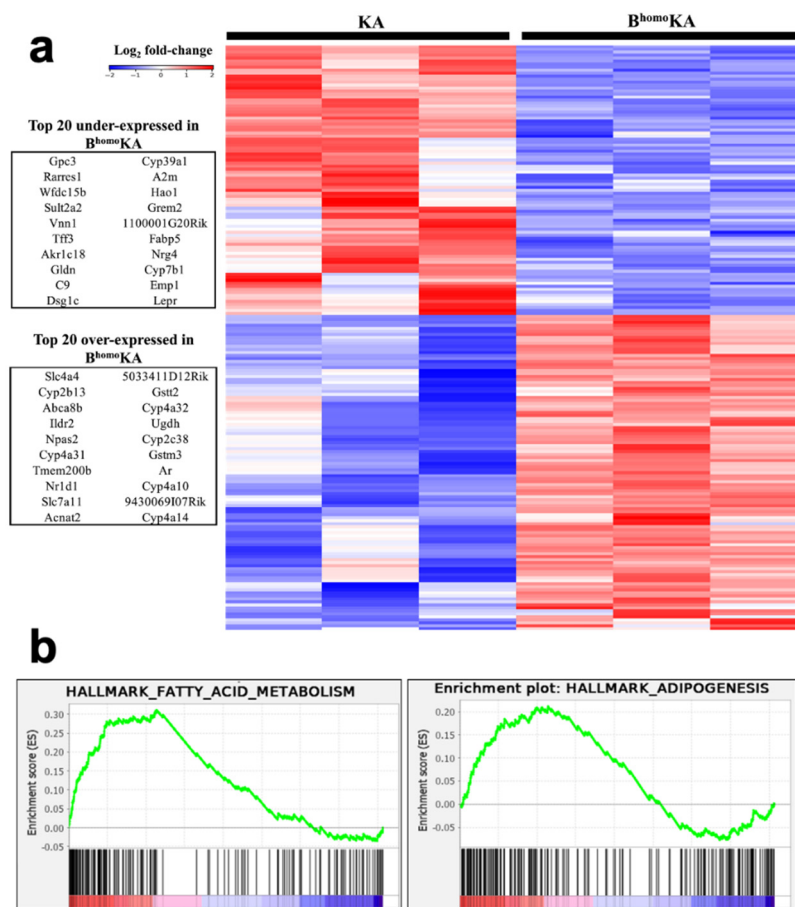 a
KA
B^homo KA
Log2 fold-change
−2 −1 0 1 2
Top 20 under-expressed in
B^homo KA
Gpc3 Cyp39a1
Rarres1 A2m
Wfdc15b Hao1
Sult2a2 Grem2
Vnn1 1100001G20Rik
Tff3 Fabp5
Akr1c18 Nrg4
Gldn Cyp7b1
C9 Emp1
Dsg1c Lepr
Top 20 over-expressed in
B^homo KA
Slc4a4 5033411D12Rik
Cyp2b13 Gstt2
Abca8b Cyp4a32
Ildr2 Ugdh
Npas2 Cyp2c38
Cyp4a31 Gstm3
Tmem200b Ar
Nr1d1 Cyp4a10
Slc7a11 9430069I07Rik
Acnat2 Cyp4a14
b
HALLMARK_FATTY_ACID_METABOLISM
Enrichment score (ES)
0.30
0.25
0.20
0.15
0.10
0.05
0.00
-0.05
Enrichment plot: HALLMARK_ADIPOGENESIS
Enrichment score (ES)
0.20
0.15
0.10
0.05
0.00
-0.05